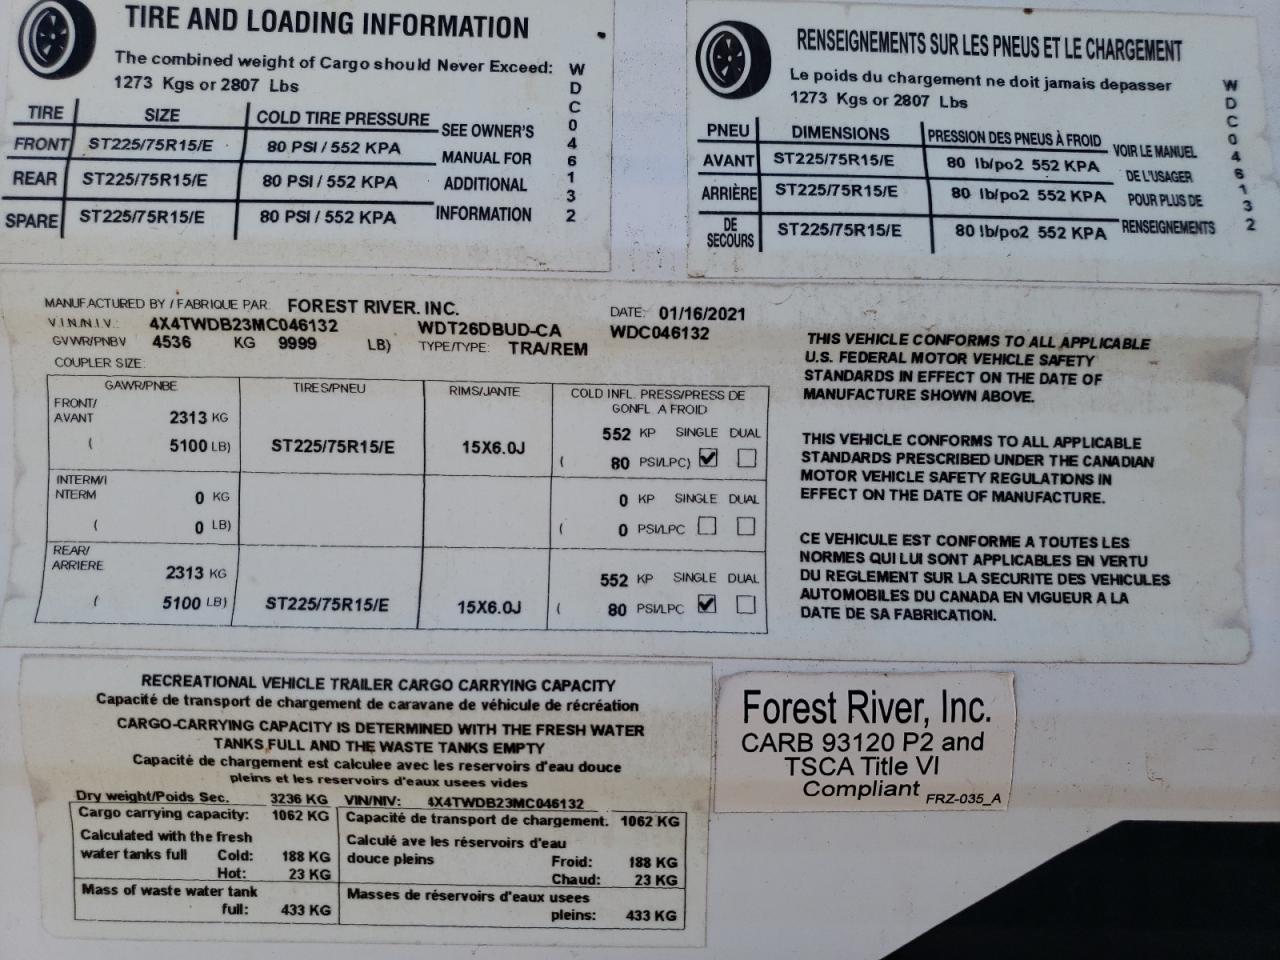 TIRE AND LOADING INFORMATION
The combined weight of Cargo should Never Exceed:
1273 Kgs or 2807 Lbs
TIRE SIZE COLD TIRE PRESSURE SEE OWNER'S
FRONT ST225/75R15/E 80 PSI / 552 KPA MANUAL FOR
REAR ST225/75R15/E 80 PSI / 552 KPA ADDITIONAL
SPARE ST225/75R15/E 80 PSI / 552 KPA INFORMATION
WDC046132
RENSEIGNEMENTS SUR LES PNEUS ET LE CHARGEMENT
Le poids du chargement ne doit jamais depasser
1273 Kgs or 2807 Lbs
PNEU DIMENSIONS PRESSION DES PNEUS À FROID VOIR LE MANUEL
AVANT ST225/75R15/E 80 lb/po2 552 KPA DE L'USAGER
ARRIÈRE ST225/75R15/E 80 lb/po2 552 KPA POUR PLUS DE
DE SECOURS ST225/75R15/E 80 lb/po2 552 KPA RENSEIGNEMENTS
WDC046132
MANUFACTURED BY / FABRIQUE PAR: FOREST RIVER. INC. DATE: 01/16/2021
V.I.N./N.I.V.: 4X4TWDB23MC046132 WDT26DBUD-CA WDC046132
GVWR/PNBV 4536 KG 9999 LB) TYPE/TYPE: TRA/REM
COUPLER SIZE:
GAWR/PNBE TIRES/PNEU RIMS/JANTE COLD INFL. PRESS/PRESS DE
GONFL. A FROID
FRONT/
AVANT 2313 KG 552 KP SINGLE DUAL
( 5100 LB) ST225/75R15/E 15X6.0J ( 80 PSI/LPC)
INTERM/I
NTERM 0 KG 0 KP SINGLE DUAL
( 0 LB) ( 0 PSI/LPC
REAR/
ARRIERE 2313 KG 552 KP SINGLE DUAL
( 5100 LB) ST225/75R15/E 15X6.0J ( 80 PSI/LPC
THIS VEHICLE CONFORMS TO ALL APPLICABLE
U.S. FEDERAL MOTOR VEHICLE SAFETY
STANDARDS IN EFFECT ON THE DATE OF
MANUFACTURE SHOWN ABOVE.
THIS VEHICLE CONFORMS TO ALL APPLICABLE
STANDARDS PRESCRIBED UNDER THE CANADIAN
MOTOR VEHICLE SAFETY REGULATIONS IN
EFFECT ON THE DATE OF MANUFACTURE.
CE VEHICULE EST CONFORME A TOUTES LES
NORMES QUI LUI SONT APPLICABLES EN VERTU
DU REGLEMENT SUR LA SECURITE DES VEHICULES
AUTOMOBILES DU CANADA EN VIGUEUR A LA
DATE DE SA FABRICATION.
RECREATIONAL VEHICLE TRAILER CARGO CARRYING CAPACITY
Capacité de transport de chargement de caravane de véhicule de récréation
CARGO-CARRYING CAPACITY IS DETERMINED WITH THE FRESH WATER
TANKS FULL AND THE WASTE TANKS EMPTY
Capacité de chargement est calculee avec les reservoirs d'eau douce
pleins et les reservoirs d'eaux usees vides
Dry weight/Poids Sec. 3236 KG VIN/NIV: 4X4TWDB23MC046132
Cargo carrying capacity: 1062 KG Capacité de transport de chargement. 1062 KG
Calculated with the fresh Calculé ave les réservoirs d'eau
water tanks full Cold: 188 KG douce pleins Froid: 188 KG
Hot: 23 KG Chaud: 23 KG
Mass of waste water tank Masses de réservoirs d'eaux usees
full: 433 KG pleins: 433 KG
Forest River, Inc.
CARB 93120 P2 and
TSCA Title VI
Compliant FRZ-035_A